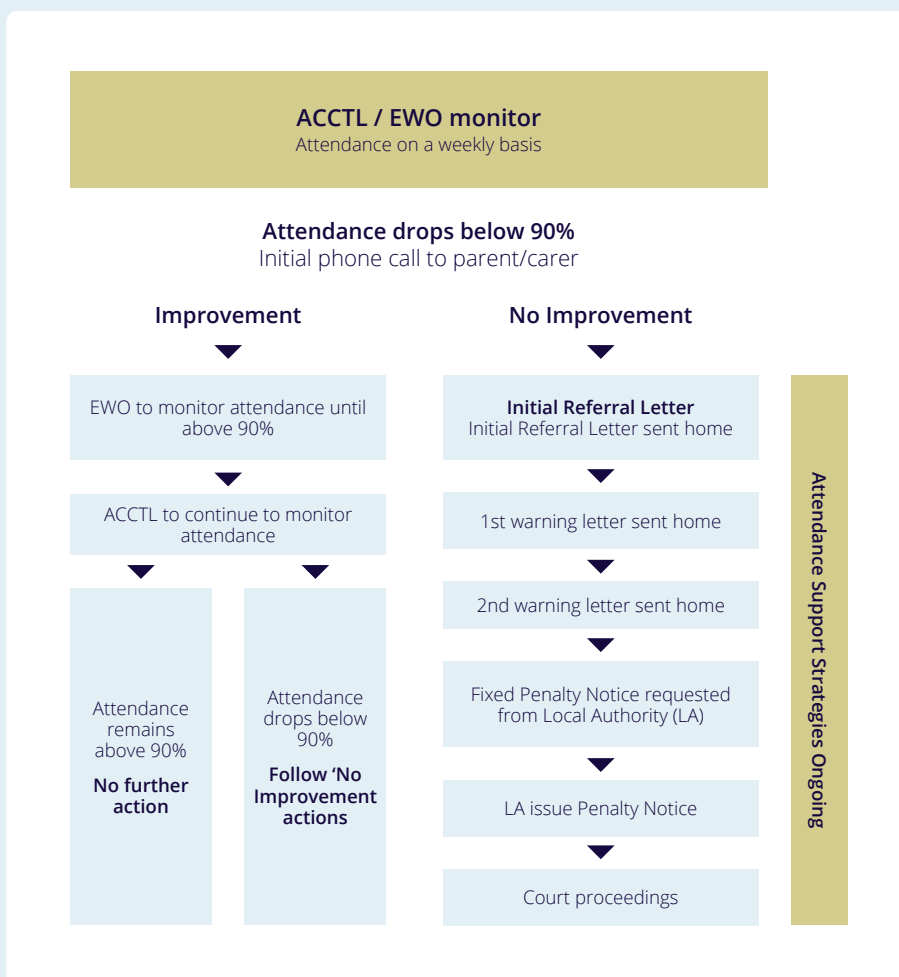 ACCTL / EWO monitor
Attendance on a weekly basis
Attendance drops below 90%
Initial phone call to parent/carer
Improvement
EWO to monitor attendance until
above 90%
ACCTL to continue to monitor
attendance
Attendance
remains
above 90%
No further
action
Attendance
drops below
90%
Follow ‘No
Improvement
actions
No Improvement
Initial Referral Letter
Initial Referral Letter sent home
1st warning letter sent home
2nd warning letter sent home
Fixed Penalty Notice requested
from Local Authority (LA)
LA issue Penalty Notice
Court proceedings
Attendance Support Strategies Ongoing